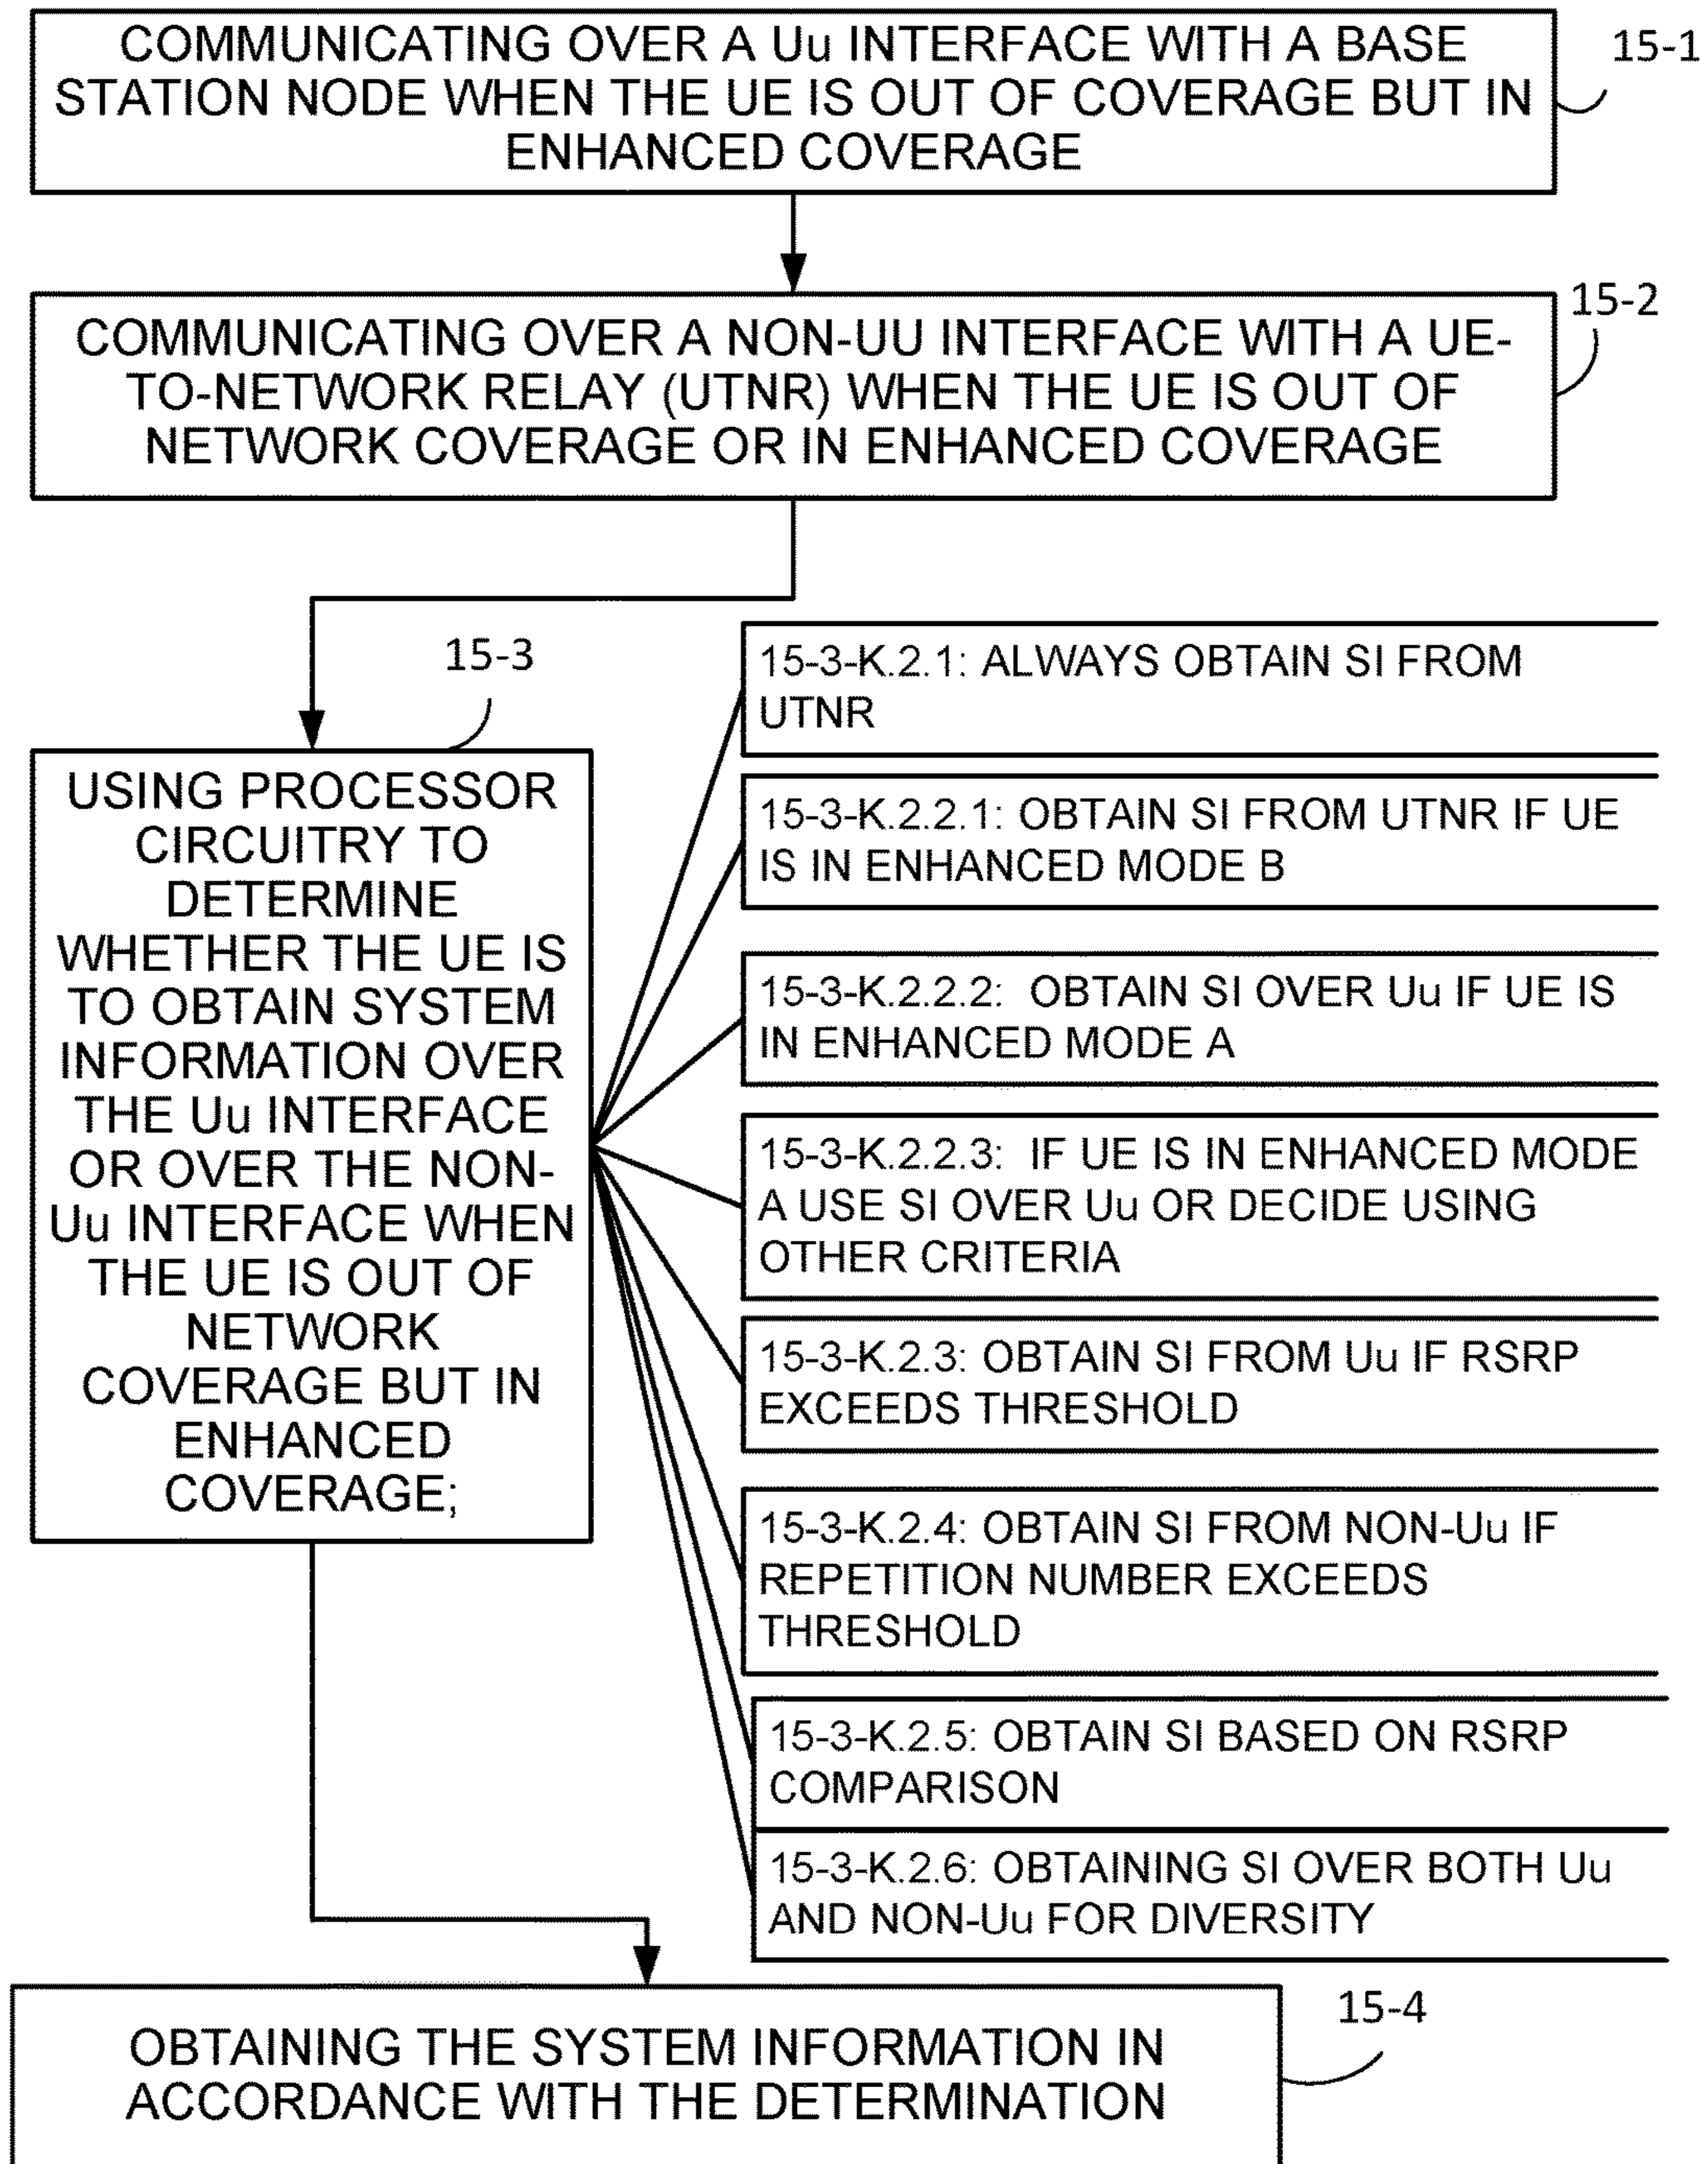 COMMUNICATING OVER A Uu INTERFACE WITH A BASE
STATION NODE WHEN THE UE IS OUT OF COVERAGE BUT IN
ENHANCED COVERAGE
15-1
COMMUNICATING OVER A NON-UU INTERFACE WITH A UE-
TO-NETWORK RELAY (UTNR) WHEN THE UE IS OUT OF
NETWORK COVERAGE OR IN ENHANCED COVERAGE
15-2
15-3
USING PROCESSOR
CIRCUITRY TO
DETERMINE
WHETHER THE UE IS
TO OBTAIN SYSTEM
INFORMATION OVER
THE Uu INTERFACE
OR OVER THE NON-
Uu INTERFACE WHEN
THE UE IS OUT OF
NETWORK
COVERAGE BUT IN
ENHANCED
COVERAGE;
15-3-K.2.1: ALWAYS OBTAIN SI FROM
UTNR
15-3-K.2.2.1: OBTAIN SI FROM UTNR IF UE
IS IN ENHANCED MODE B
15-3-K.2.2.2: OBTAIN SI OVER Uu IF UE IS
IN ENHANCED MODE A
15-3-K.2.2.3: IF UE IS IN ENHANCED MODE
A USE SI OVER Uu OR DECIDE USING
OTHER CRITERIA
15-3-K.2.3: OBTAIN SI FROM Uu IF RSRP
EXCEEDS THRESHOLD
15-3-K.2.4: OBTAIN SI FROM NON-Uu IF
REPETITION NUMBER EXCEEDS
THRESHOLD
15-3-K.2.5: OBTAIN SI BASED ON RSRP
COMPARISON
15-3-K.2.6: OBTAINING SI OVER BOTH Uu
AND NON-Uu FOR DIVERSITY
15-4
OBTAINING THE SYSTEM INFORMATION IN
ACCORDANCE WITH THE DETERMINATION